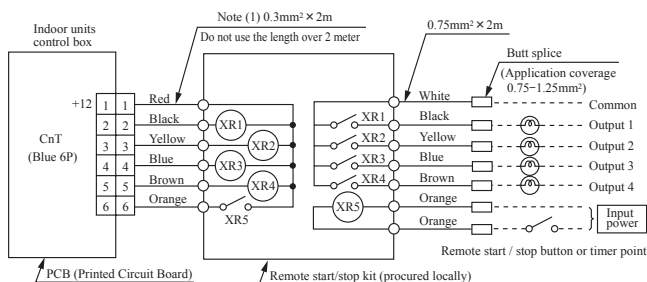 Note (1) 0.3mm² × 2m
Do not use the length over 2 meter
0.75mm² × 2m
Indoor units
control box
Butt splice
(Application coverage
0.75−1.25mm²)
+12 1 1 Red White Common
2 2 Black XR1 XR1 Black Output 1
CnT
(Blue 6P)
3 3 Yellow XR2 XR2 Yellow Output 2
4 4 Blue XR3 XR3 Blue Output 3
5 5 Brown XR4 XR4 Brown Output 4
6 6 Orange XR5 XR5 Orange
Orange
Input
power
Remote start / stop button or timer point
PCB (Printed Circuit Board)
Remote start/stop kit (procured locally)